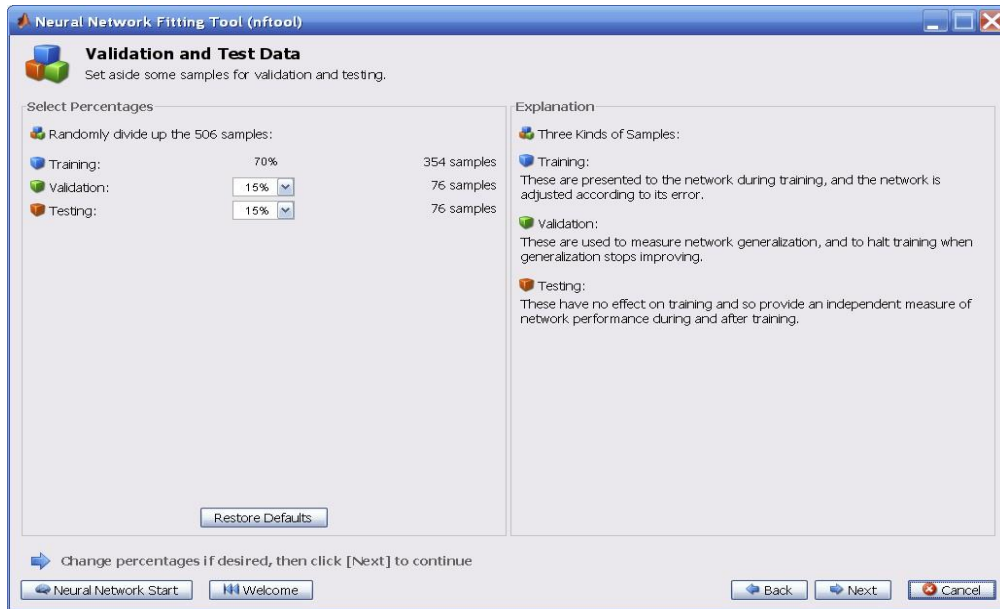 Neural Network Fitting Tool (nftool)
Validation and Test Data
Set aside some samples for validation and testing.
Select Percentages
Randomly divide up the 506 samples:
Training: 70% 354 samples
Validation: 15% 76 samples
Testing: 15% 76 samples
Restore Defaults
Explanation
Three Kinds of Samples:
Training:
These are presented to the network during training, and the network is
adjusted according to its error.
Validation:
These are used to measure network generalization, and to halt training when
generalization stops improving.
Testing:
These have no effect on training and so provide an independent measure of
network performance during and after training.
Change percentages if desired, then click [Next] to continue
Neural Network Start Welcome Back Next Cancel